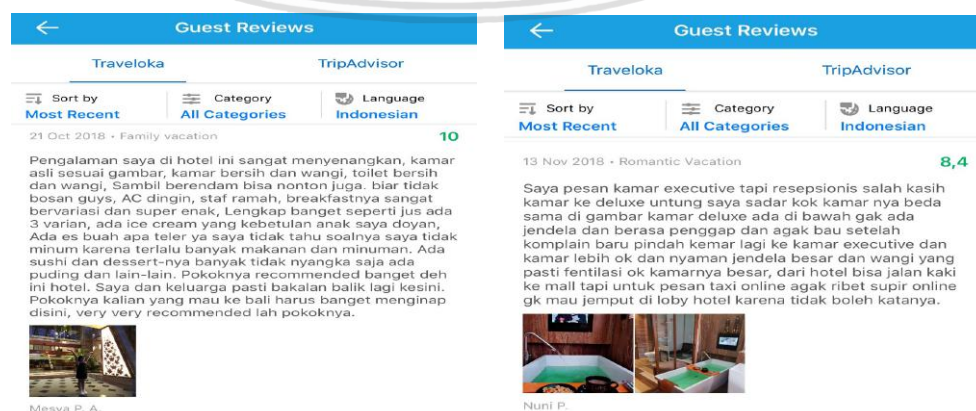 Guest Reviews
Traveloka
TripAdvisor
Sort by
Most Recent
Category
All Categories
Language
Indonesian
21 Oct 2018 • Family vacation
10
Pengalaman saya di hotel ini sangat menyenangkan, kamar
asli sesuai gambar, kamar bersih dan wangi, toilet bersih
dan wangi, Sambil berendam bisa nonton juga. biar tidak
bosan guys, AC dingin, staf ramah, breakfastnya sangat
bervariasi dan super enak, Lengkap banget seperti jus ada
3 varian, ada ice cream yang kebetulan anak saya doyan,
Ada es buah apa teler ya saya tidak tahu soalnya saya tidak
minum karena terlalu banyak makanan dan minuman. Ada
sushi dan dessert-nya banyak tidak nyangka saja ada
puding dan lain-lain. Pokoknya recommended banget deh
ini hotel. Saya dan keluarga pasti bakalan balik lagi kesini.
Pokoknya kalian yang mau ke bali harus banget menginap
disini, very very recommended lah pokoknya.
Mesya P. A.
Guest Reviews
Traveloka
TripAdvisor
Sort by
Most Recent
Category
All Categories
Language
Indonesian
13 Nov 2018 • Romantic Vacation
8,4
Saya pesan kamar executive tapi resepsionis salah kasih
kamar ke deluxe untung saya sadar kok kamar nya beda
sama di gambar kamar deluxe ada di bawah gak ada
jendela dan berasa penggap dan agak bau setelah
komplain baru pindah kemar lagi ke kamar executive dan
kamar lebih ok dan nyaman jendela besar dan wangi yang
pasti fentilasi ok kamarnya besar, dari hotel bisa jalan kaki
ke mall tapi untuk pesan taxi online agak ribet supir online
gk mau jemput di loby hotel karena tidak boleh katanya.
Nuni P.